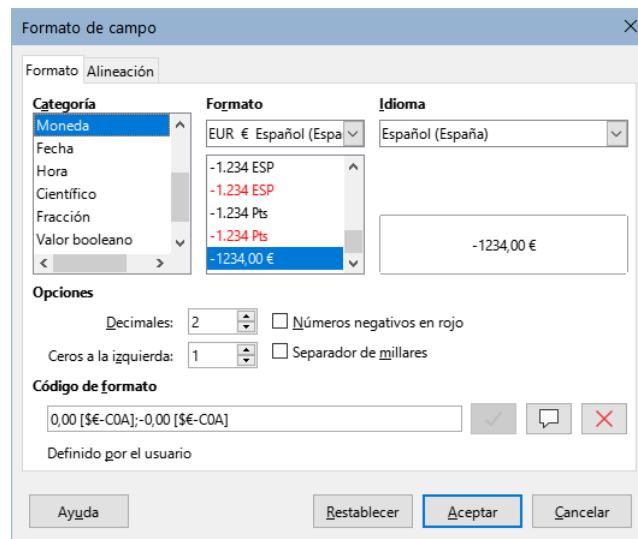 Formato de campo
Formato Alineación
Categoría Formato Idioma
Moneda
Fecha
Hora
Científico
Fracción
Valor booleano
EUR € Español (Espa
-1.234 ESP
-1.234 ESP
-1.234 Pts
-1.234 Pts
-1234,00 €
Español (España)
-1234,00 €
Opciones
Decimales: 2 Números negativos en rojo
Ceros a la izquierda: 1 Separador de millares
Código de formato
0,00 [$€-C0A];-0,00 [$€-C0A]
Definido por el usuario
Ayuda Restablecer Aceptar Cancelar